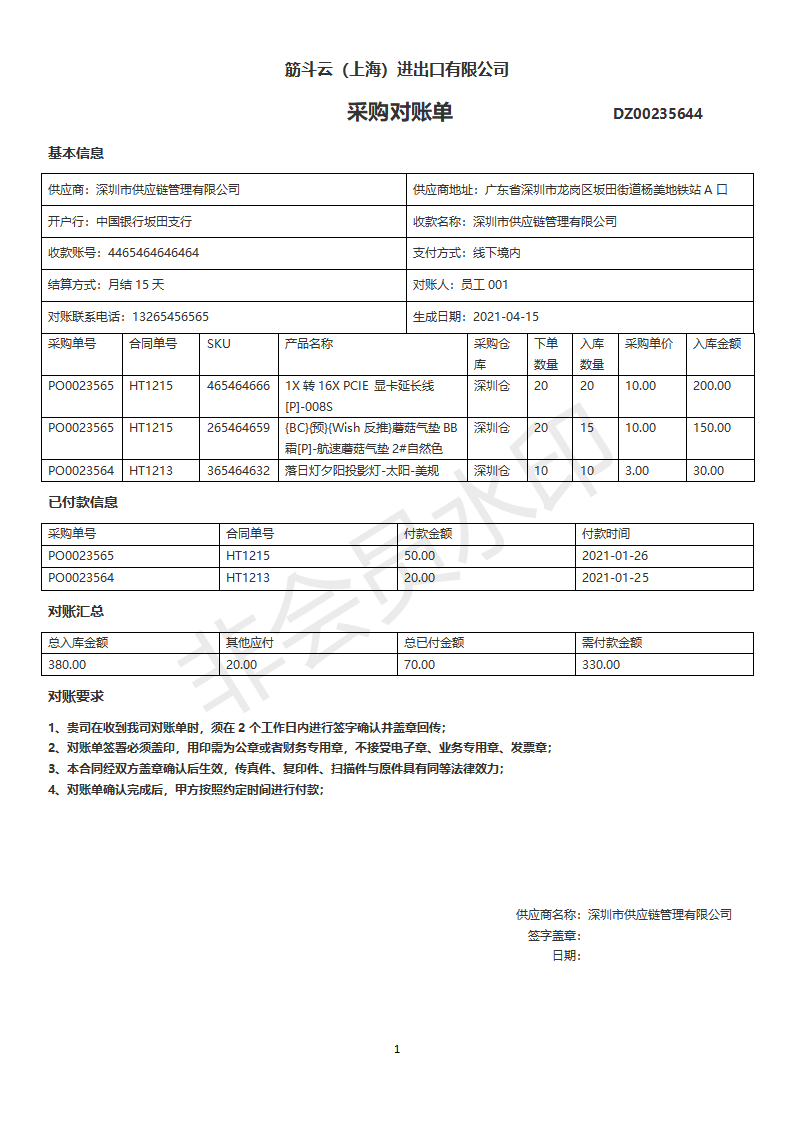 筋斗云（上海）进出口有限公司
采购对账单 DZ00235644
基本信息
供应商：深圳市供应链管理有限公司 供应商地址：广东省深圳市龙岗区坂田街道杨美地铁站 A 口
开户行：中国银行坂田支行 收款名称：深圳市供应链管理有限公司
收款账号：4465464646464 支付方式：线下境内
结算方式：月结 15 天 对账人：员工 001
对账联系电话：13265456565 生成日期：2021-04-15
采购单号 合同单号 SKU 产品名称 采购仓库 下单数量 入库数量 采购单价 入库金额
PO0023565 HT1215 465464666 1X 转 16X PCIE 显卡延长线[P]-008S 深圳仓 20 20 10.00 200.00
PO0023565 HT1215 265464659 {BC}{预}{Wish 反推}蘑菇气垫 BB 霜[P]-航速蘑菇气垫 2#自然色 深圳仓 20 15 10.00 150.00
PO0023564 HT1213 365464632 落日灯夕阳投影灯-太阳-美规 深圳仓 10 10 3.00 30.00
已付款信息
采购单号 合同单号 付款金额 付款时间
PO0023565 HT1215 50.00 2021-01-26
PO0023564 HT1213 20.00 2021-01-25
对账汇总
总入库金额 其他应付 总已付金额 需付款金额
380.00 20.00 70.00 330.00
对账要求
1、贵司在收到我司对账单时，须在 2 个工作日内进行签字确认并盖章回传；
2、对账单签署必须盖印，用印需为公章或者财务专用章，不接受电子章、业务专用章、发票章；
3、本合同经双方盖章确认后生效，传真件、复印件、扫描件与原件具有同等法律效力；
4、对账单确认完成后，甲方按照约定时间进行付款；
供应商名称：深圳市供应链管理有限公司
签字盖章：
日期：
1
非会员水印